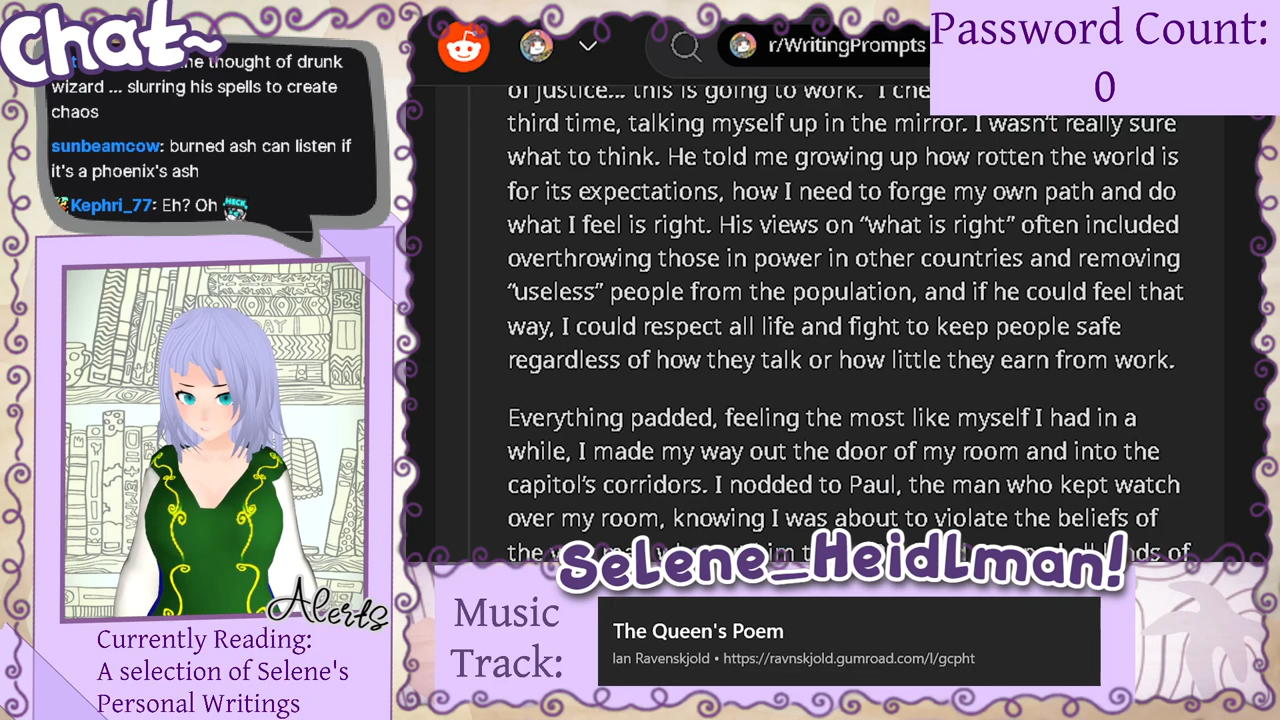 Chat~
the thought of drunk
wizard ... slurring his spells to create
chaos
sunbeamcow: burned ash can listen if
it's a phoenix's ash
Kephri_77: Eh? Oh HECK
Alerts
Currently Reading:
A selection of Selene's
Personal Writings
r/WritingPrompts
Password Count:
0
of justice... this is going to work." I
third time, talking myself up in the mirror. I wasn't really sure
what to think. He told me growing up how rotten the world is
for its expectations, how I need to forge my own path and do
what I feel is right. His views on “what is right” often included
overthrowing those in power in other countries and removing
“useless” people from the population, and if he could feel that
way, I could respect all life and fight to keep people safe
regardless of how they talk or how little they earn from work.
Everything padded, feeling the most like myself I had in a
while, I made my way out the door of my room and into the
capitol's corridors. I nodded to Paul, the man who kept watch
over my room, knowing I was about to violate the beliefs of
the
Selene_Heidlman!
Music
Track:
The Queen's Poem
Ian Ravenskjold • https://ravnskjold.gumroad.com/l/gcpht